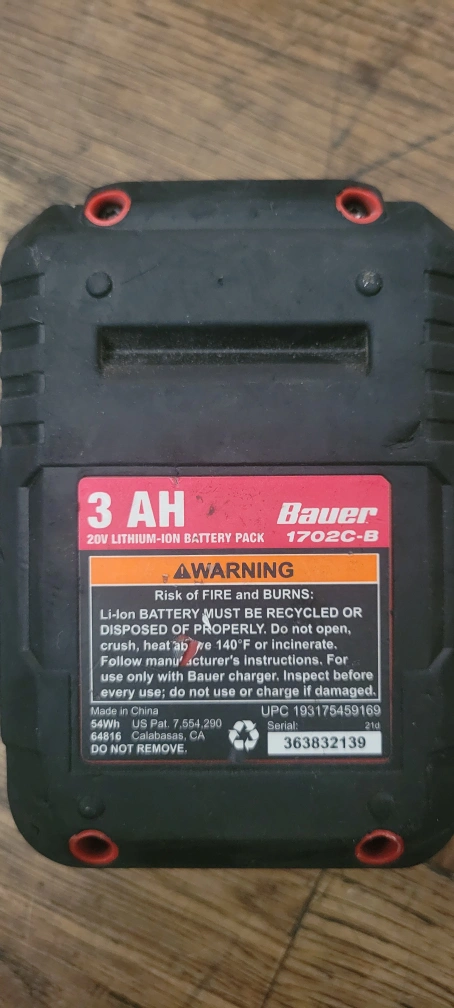 3 AH
Bauer
20V LITHIUM-ION BATTERY PACK
1702C-B
⚠WARNING
Risk of FIRE and BURNS:
Li-Ion BATTERY MUST BE RECYCLED OR
DISPOSED OF PROPERLY. Do not open,
crush, heat above 140°F or incinerate.
Follow manufacturer's instructions. For
use only with Bauer charger. Inspect before
every use; do not use or charge if damaged.
Made in China
UPC 193175459169
54Wh US Pat. 7,554,290
Serial: 21d
64816 Calabasas, CA
363832139
DO NOT REMOVE.